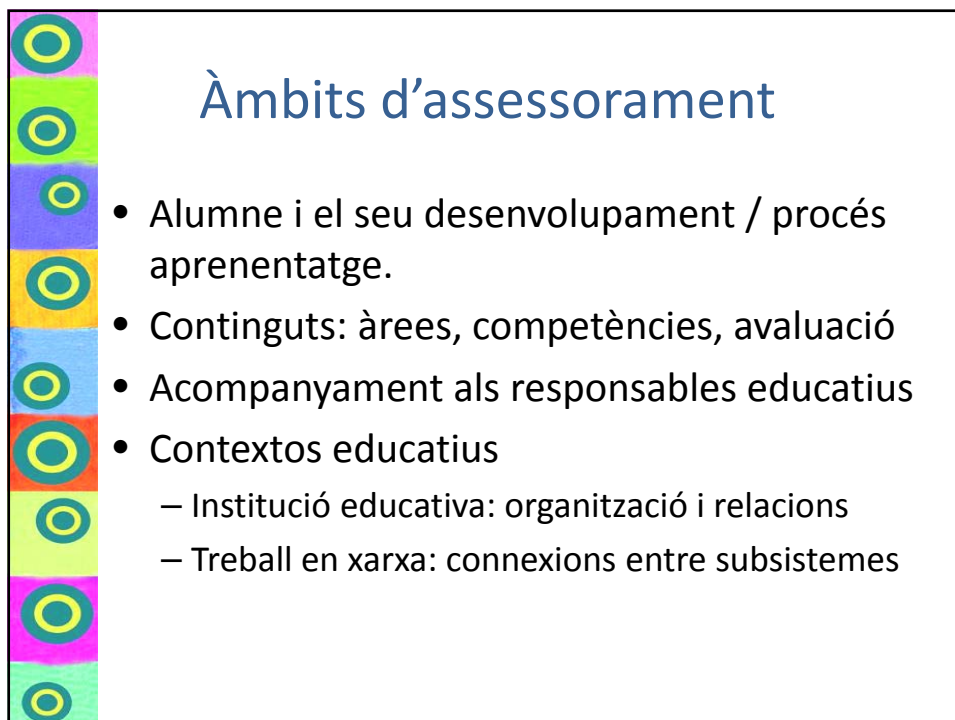 Àmbits d’assessorament
• Alumne i el seu desenvolupament / procés
aprenentatge.
• Continguts: àrees, competències, avaluació
• Acompanyament als responsables educatius
• Contextos educatius
– Institució educativa: organització i relacions
– Treball en xarxa: connexions entre subsistemes